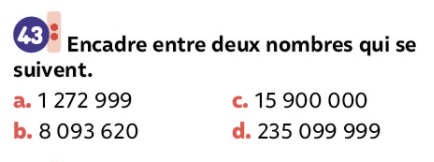 43 Encadre entre deux nombres qui se
suivent.
a. 1 272 999 c. 15 900 000
b. 8 093 620 d. 235 099 999